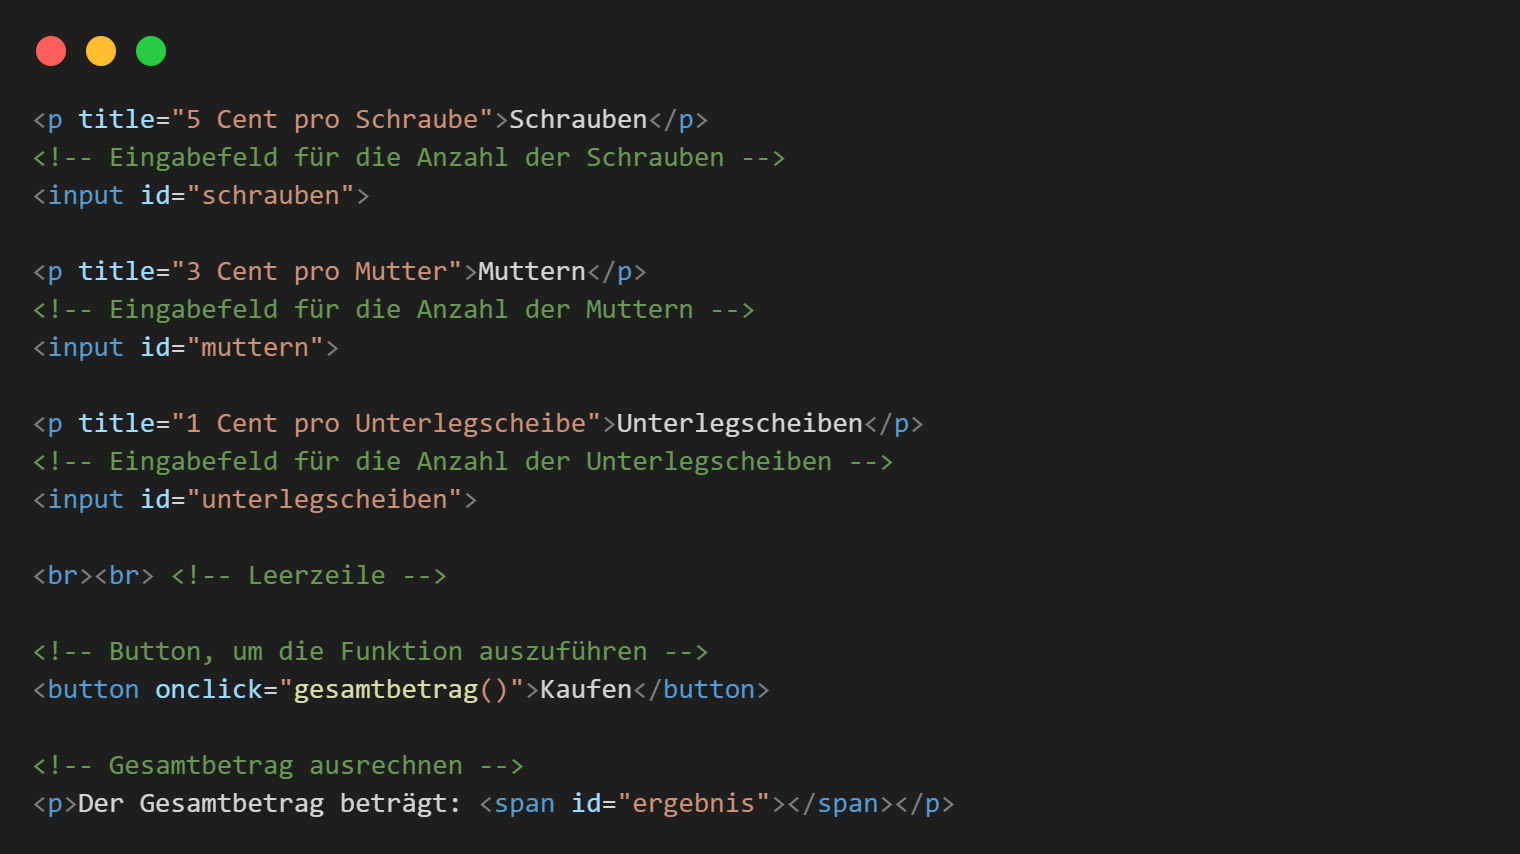 <p title="5 Cent pro Schraube">Schrauben</p>
<!-- Eingabefeld für die Anzahl der Schrauben -->
<input id="schrauben">
<p title="3 Cent pro Mutter">Muttern</p>
<!-- Eingabefeld für die Anzahl der Muttern -->
<input id="muttern">
<p title="1 Cent pro Unterlegscheibe">Unterlegscheiben</p>
<!-- Eingabefeld für die Anzahl der Unterlegscheiben -->
<input id="unterlegscheiben">
<br><br> <!-- Leerzeile -->
<!-- Button, um die Funktion auszuführen -->
<button onclick="gesamtbetrag()">Kaufen</button>
<!-- Gesamtbetrag ausrechnen -->
<p>Der Gesamtbetrag beträgt: <span id="ergebnis"></span></p>